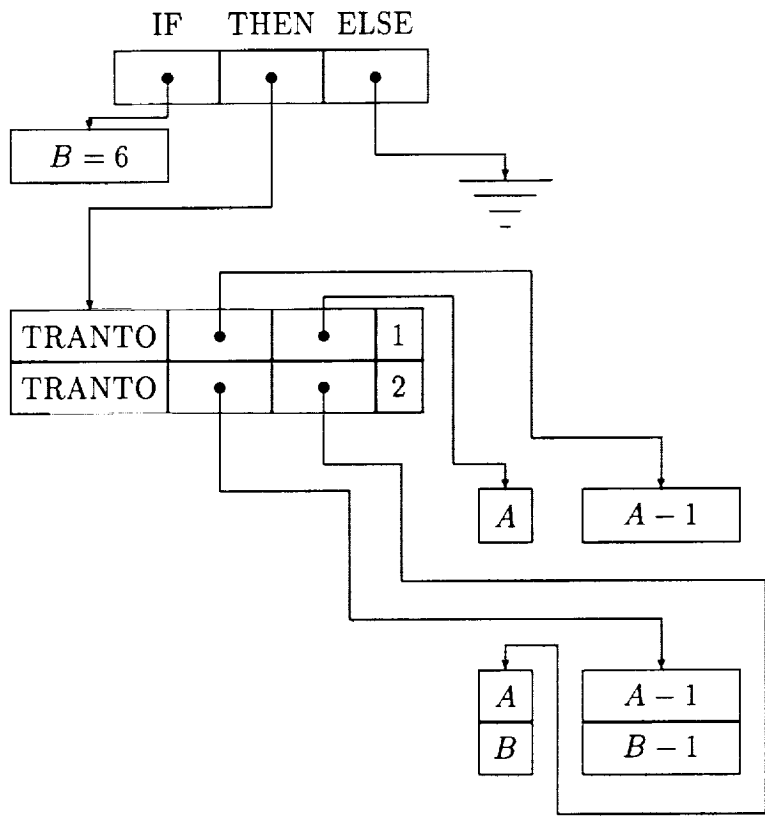 IF THEN ELSE
B = 6
TRANTO 1
TRANTO 2
A A − 1
A A − 1
B B − 1